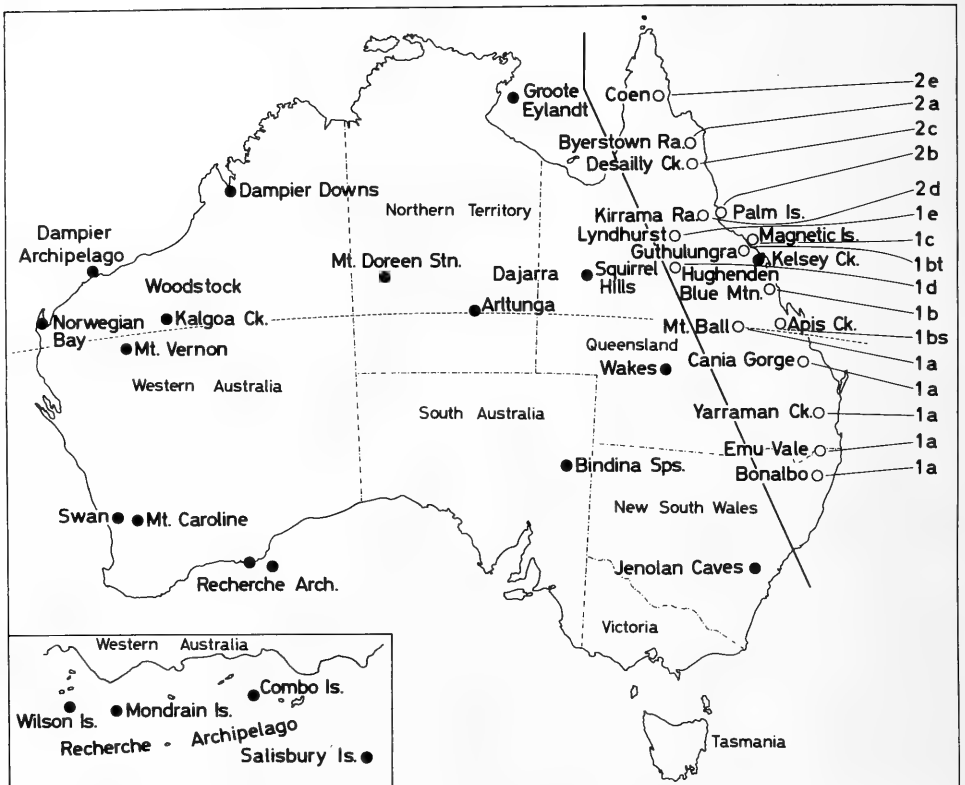 Coen
2e
Groote
Eylandt
2a
Byerstown Ra.
2c
Desailly Ck.
2b
Dampier Downs
2d
Northern Territory
Kirrama Ra.
Palm Is.
1e
Lyndhurst
Magnetic Is.
1c
Dampier
Archipelago
Guthulungra
Kelsey Ck.
1bt
Mt. Doreen Stn.
Dajarra
Squirrel
Hills
Hughenden
1d
Woodstock
Blue Mtn.
1b
Arltunga
Norwegian
Bay
Kalgoa Ck.
Mt. Ball
Apis Ck.
1bs
Mt. Vernon
Queensland
1a
Wakes
Cania Gorge
1a
Western Australia
South Australia
Yarraman Ck.
1a
Emu Vale
1a
Bindina Sps.
Bonalbo
1a
New South Wales
Swan
Mt. Caroline
Jenolan Caves
Recherche Arch.
Victoria
Western Australia
Combo Is.
Wilson Is.
Mondrain Is.
Recherche Archipelago
Salisbury Is.
Tasmania